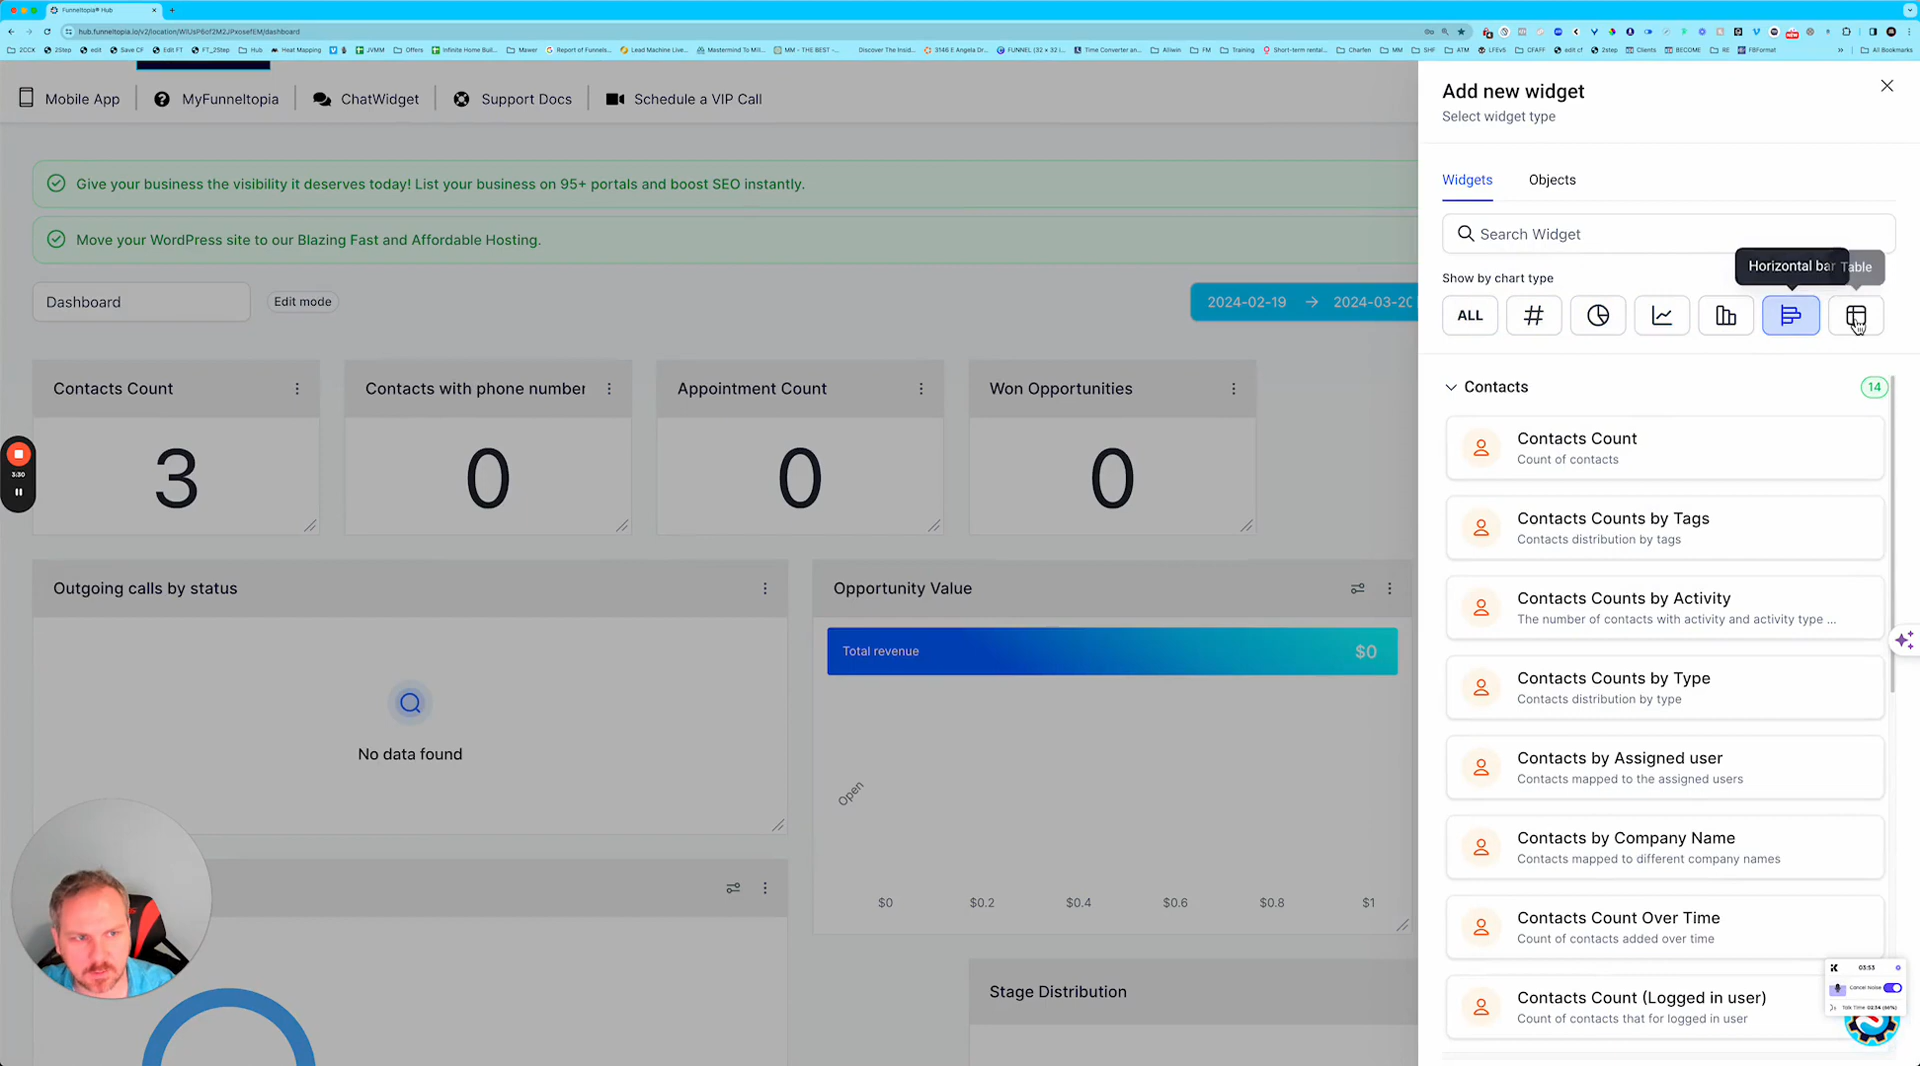 Funneltopia® Hub
hub.funneltopia.io/v2/location/WlUsP6of2M2JPxosefEM/dashboard
2CCX
2Step
edit
Save CF
Edit FT
FT_2Step
Hub
Heat Mapping
JVMM
Offers
Infinite Home Buil...
Mawer
Report of Funnels...
Lead Machine Live...
Mastermind To Mill...
MM - THE BEST -...
Discover The Insid...
3146 E Angela Dr...
FUNNEL (32 × 32 i...
Time Converter an...
Allwin
FM
Training
Short-term rental...
Charfen
MM
SHF
ATM
LFEv5
CFAFF
edit cf
2step
Clients
BECOME
RE
FBFormat
All Bookmarks
Mobile App
MyFunneltopia
ChatWidget
Support Docs
Schedule a VIP Call
Give your business the visibility it deserves today! List your business on 95+ portals and boost SEO instantly.
Move your WordPress site to our Blazing Fast and Affordable Hosting.
Dashboard
Edit mode
2024-02-19 → 2024-03-20
Contacts Count
3
Contacts with phone number
0
Appointment Count
0
Won Opportunities
0
3:30
Outgoing calls by status
No data found
Opportunity Value
Total revenue
$0
Open
$0 $0.2 $0.4 $0.6 $0.8 $1
Stage Distribution
Add new widget
Select widget type
Widgets
Objects
Search Widget
Show by chart type
Horizontal bar
Table
ALL
Contacts
14
Contacts Count
Count of contacts
Contacts Counts by Tags
Contacts distribution by tags
Contacts Counts by Activity
The number of contacts with activity and activity type ...
Contacts Counts by Type
Contacts distribution by type
Contacts by Assigned user
Contacts mapped to the assigned users
Contacts by Company Name
Contacts mapped to different company names
Contacts Count Over Time
Count of contacts added over time
Contacts Count (Logged in user)
Count of contacts that for logged in user
03:53
Cancel Noise